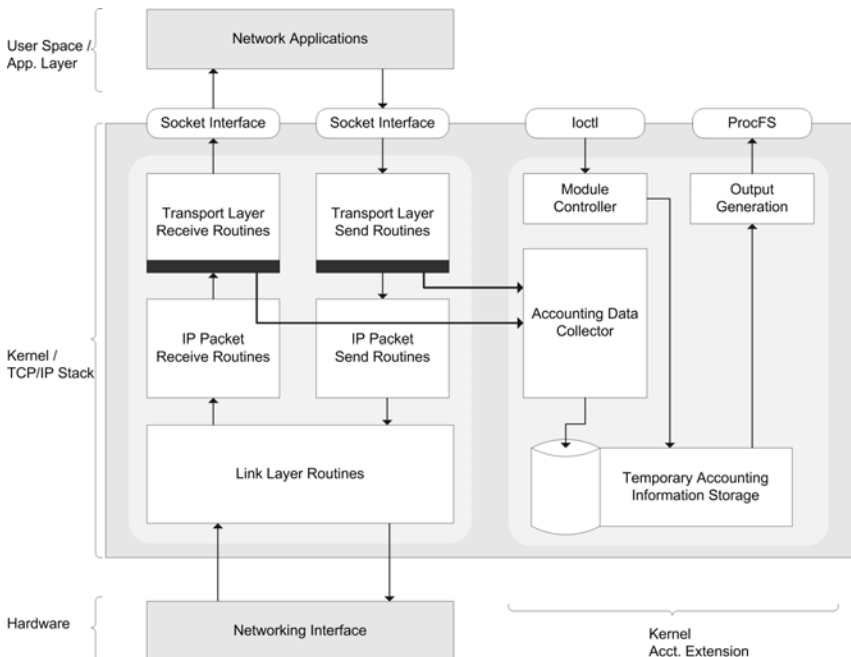 User Space /
App. Layer
Network Applications
Socket Interface
Socket Interface
Ioctl
ProcFS
Transport Layer
Receive Routines
Transport Layer
Send Routines
Module
Controller
Output
Generation
Accounting Data
Collector
IP Packet
Receive Routines
IP Packet
Send Routines
Kernel /
TCP/IP Stack
Link Layer Routines
Temporary Accounting
Information Storage
Hardware
Networking Interface
Kernel
Acct. Extension